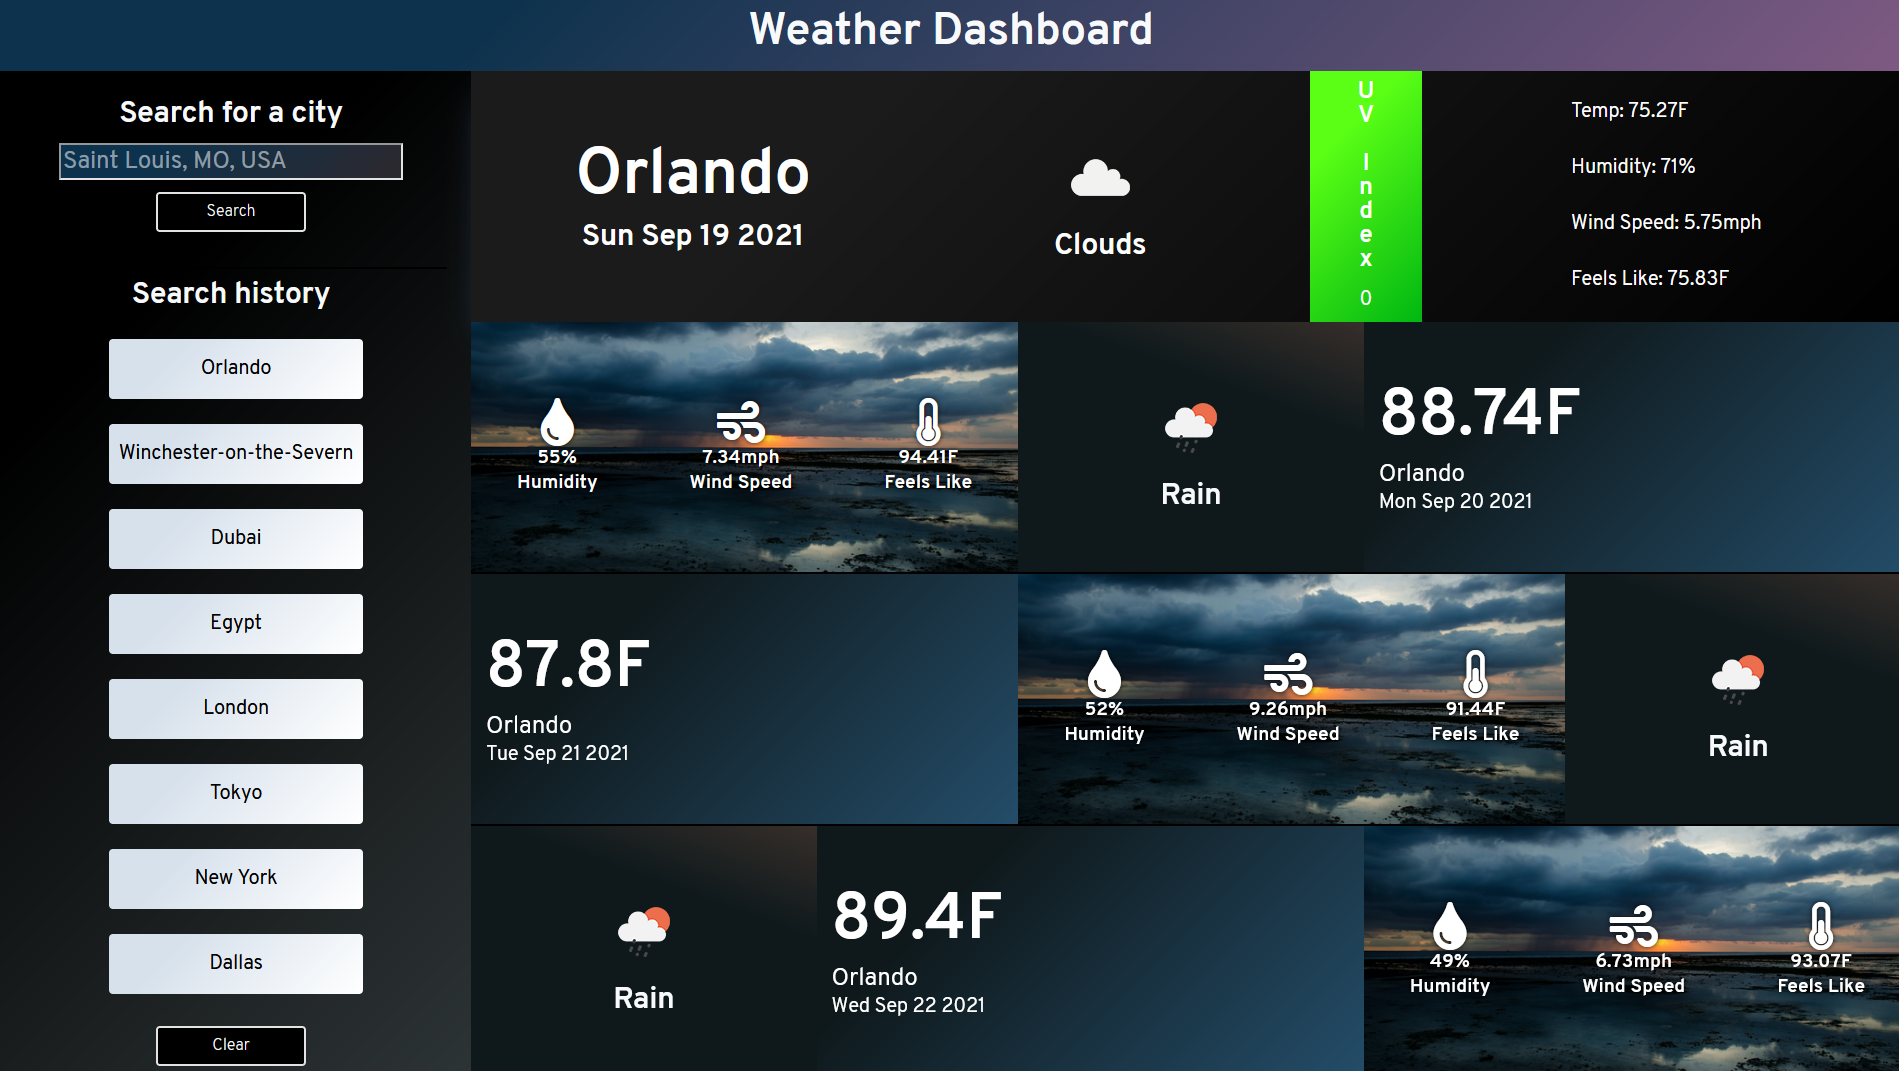 Weather Dashboard
Search for a city
Saint Louis, MO, USA
Search
Search history
Orlando
Winchester-on-the-Severn
Dubai
Egypt
London
Tokyo
New York
Dallas
Clear
Orlando
Sun Sep 19 2021
Clouds
UV Index
0
Temp: 75.27F
Humidity: 71%
Wind Speed: 5.75mph
Feels Like: 75.83F
55%
Humidity
7.34mph
Wind Speed
94.41F
Feels Like
Rain
88.74F
Orlando
Mon Sep 20 2021
87.8F
Orlando
Tue Sep 21 2021
52%
Humidity
9.26mph
Wind Speed
91.44F
Feels Like
Rain
Rain
89.4F
Orlando
Wed Sep 22 2021
49%
Humidity
6.73mph
Wind Speed
93.07F
Feels Like